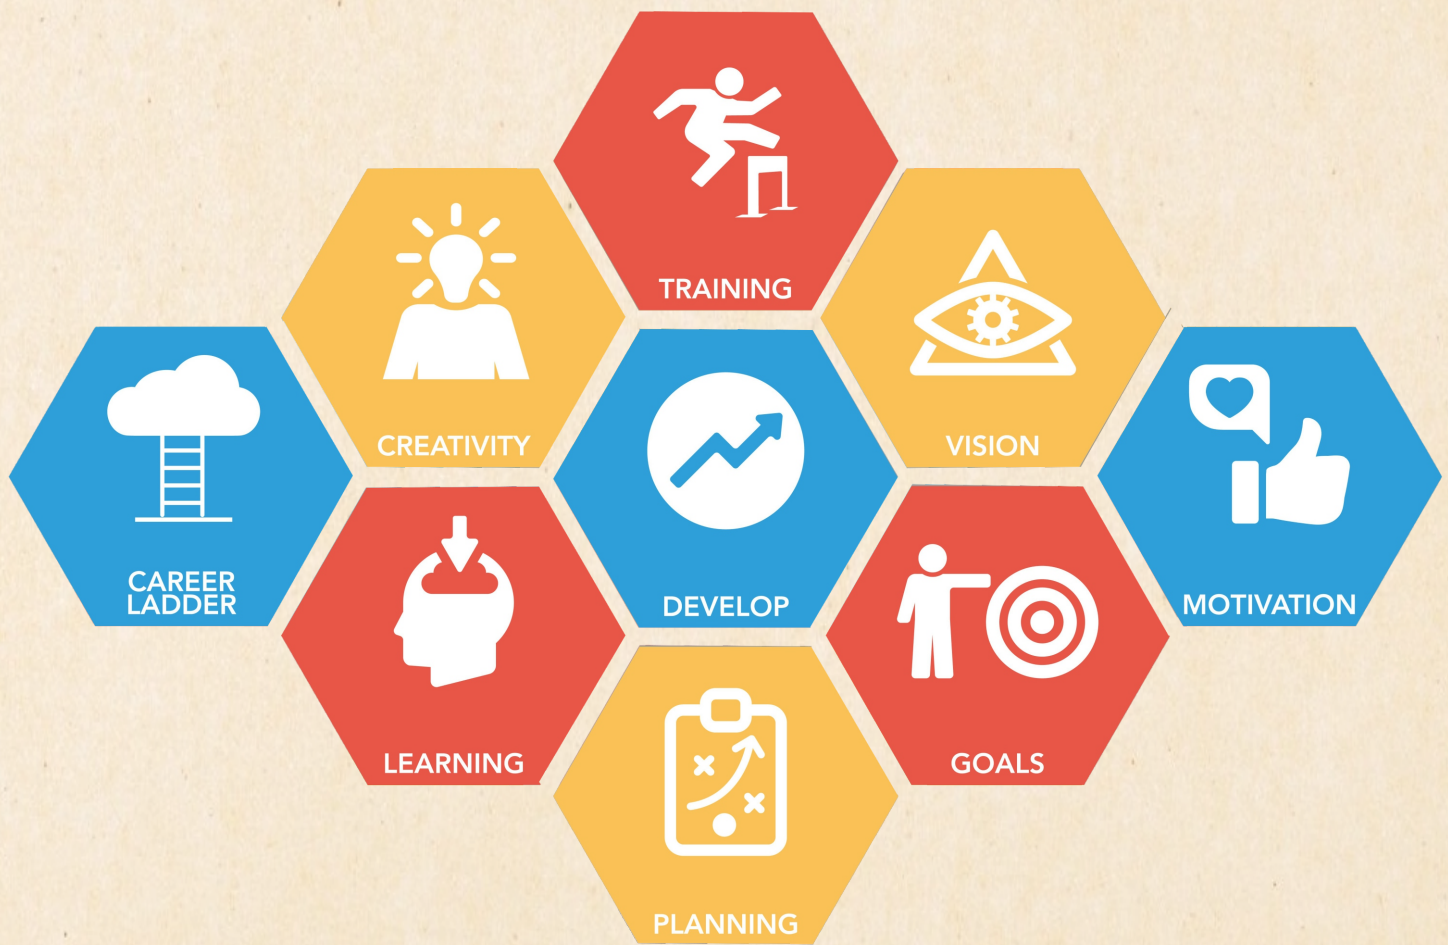 TRAINING
CREATIVITY
VISION
CAREER
LADDER
DEVELOP
MOTIVATION
LEARNING
GOALS
PLANNING